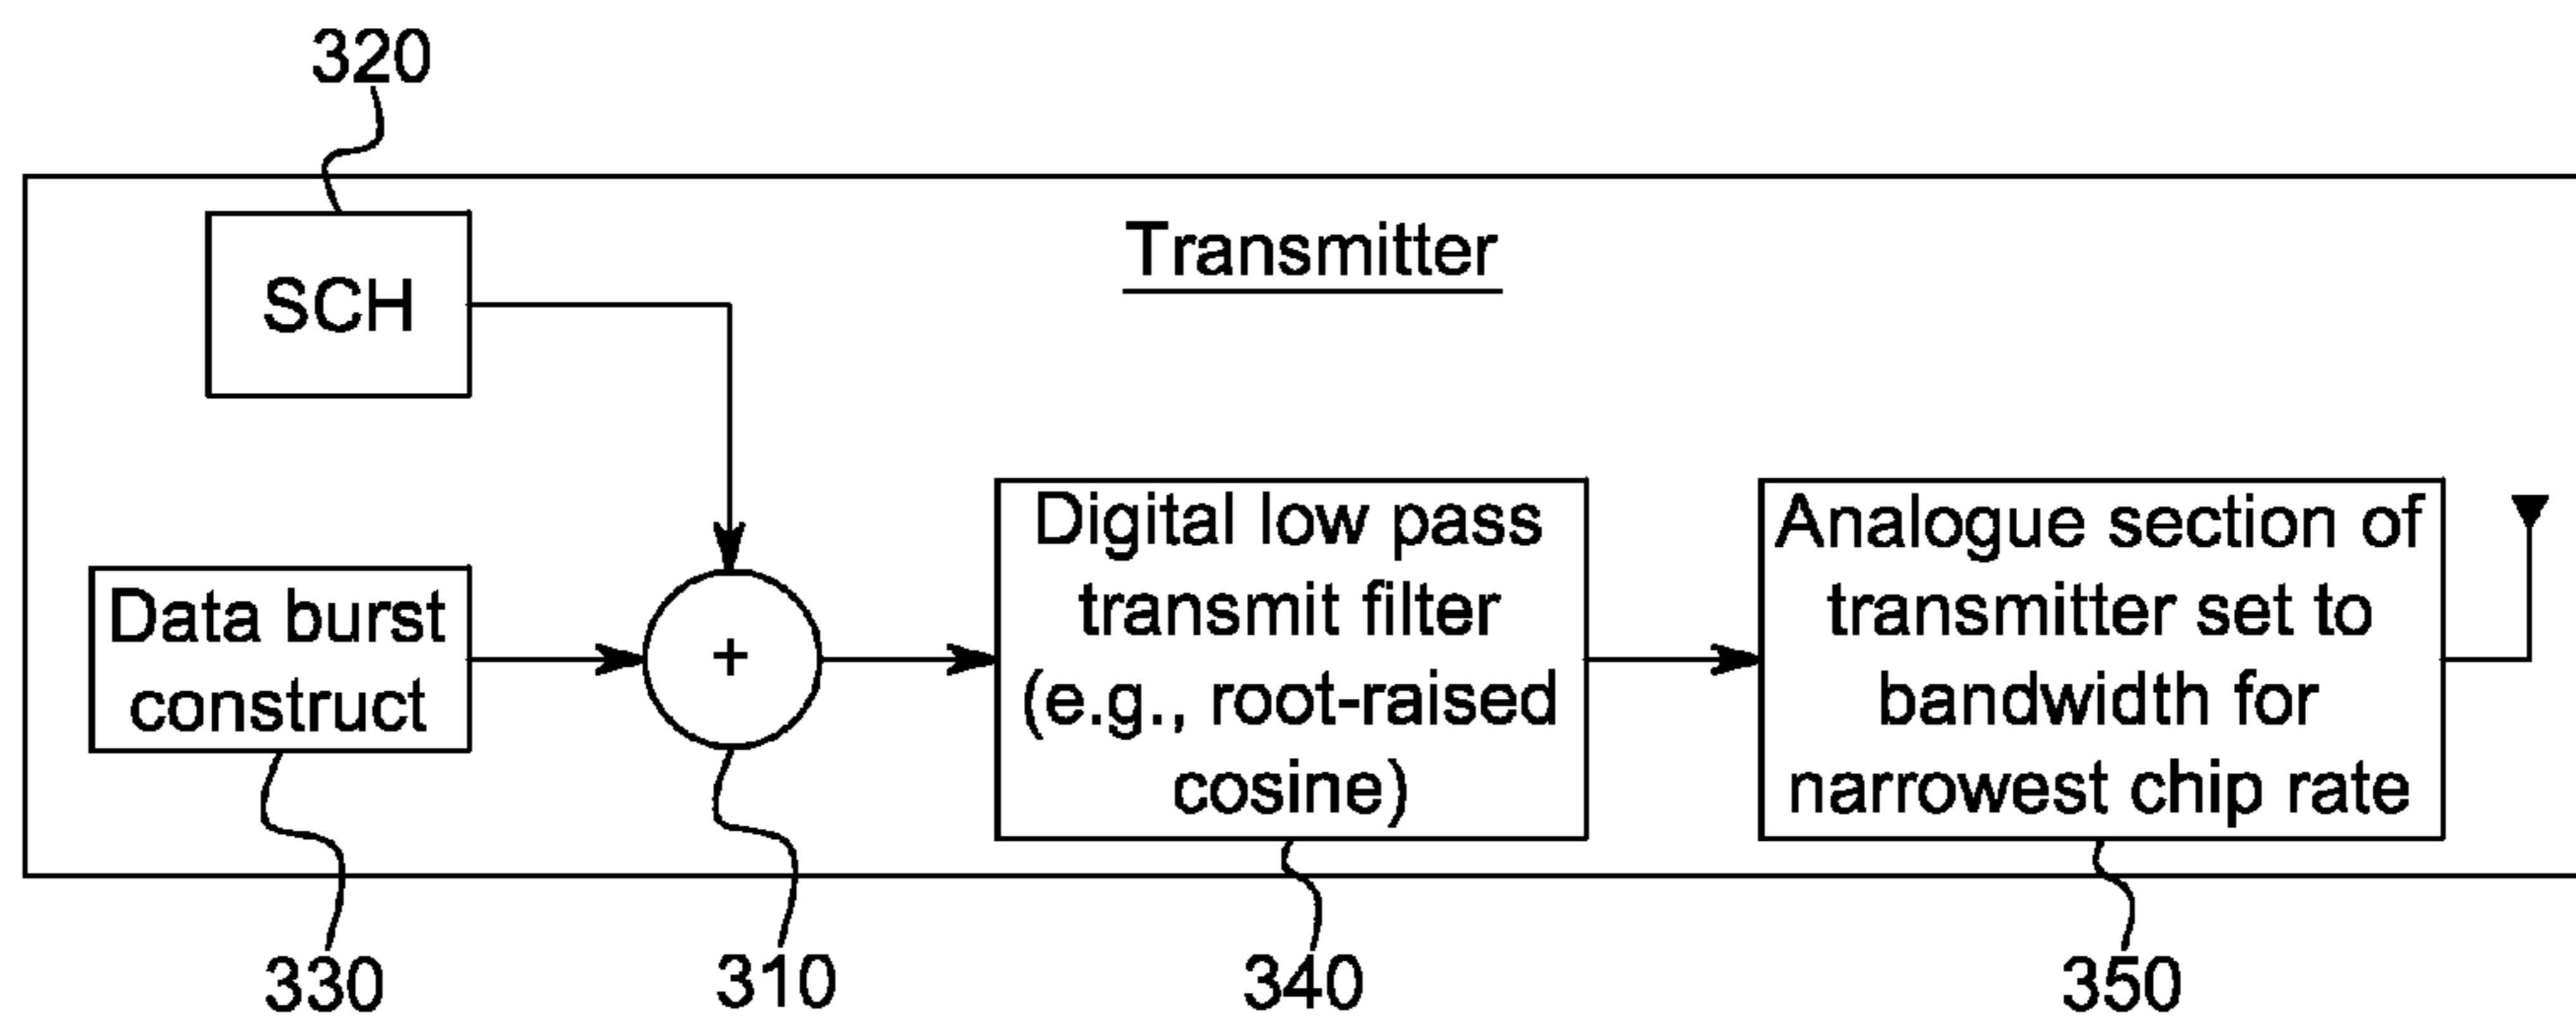 320
Transmitter
SCH
Data burst
construct
+
Digital low pass
transmit filter
(e.g., root-raised
cosine)
Analogue section of
transmitter set to
bandwidth for
narrowest chip rate
330
310
340
350